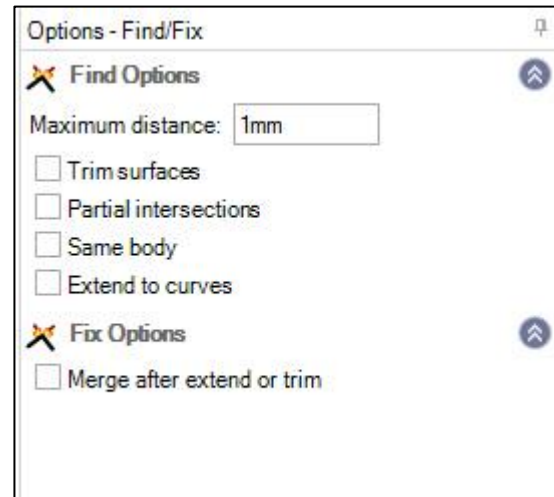 Options - Find/Fix
Find Options
Maximum distance: 1mm
Trim surfaces
Partial intersections
Same body
Extend to curves
Fix Options
Merge after extend or trim